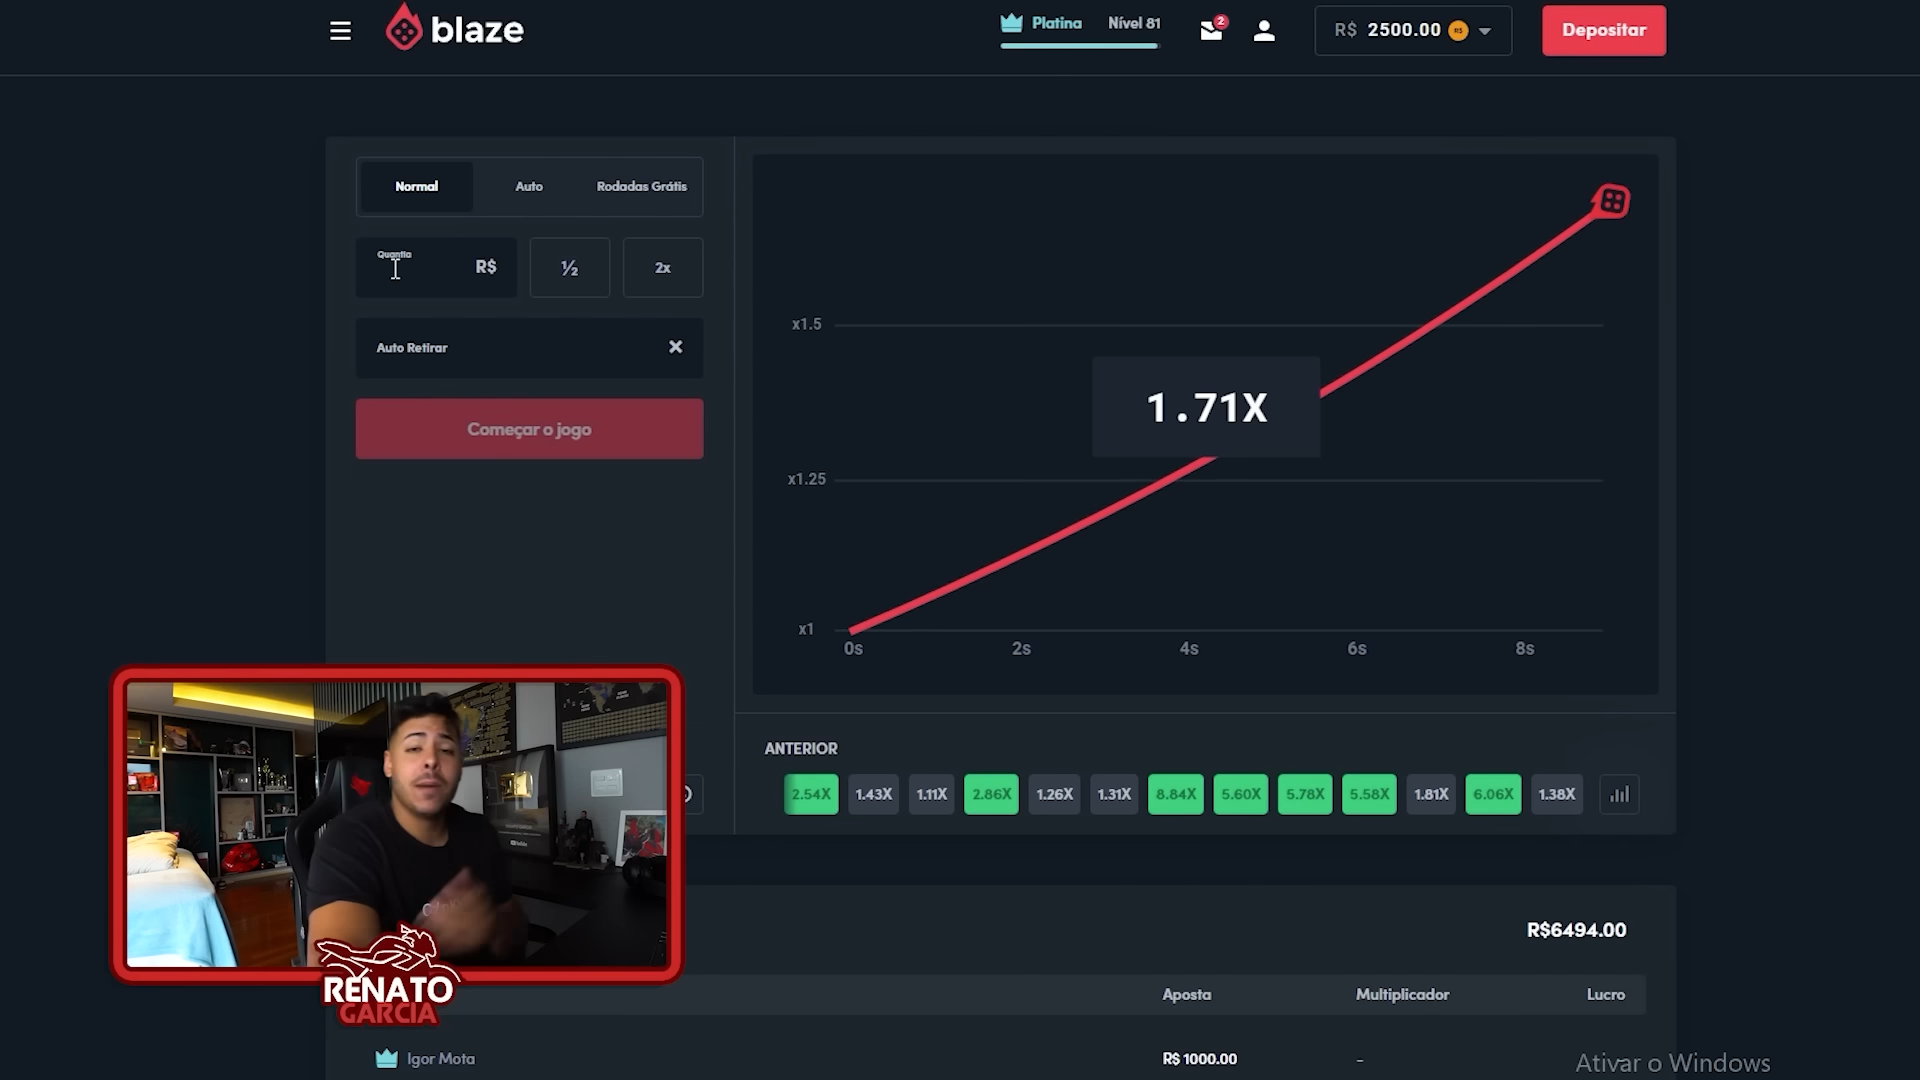 blaze
Platina
Nível 81
2
R$ 2500.00
R$
Depositar
Normal
Auto
Rodadas Grátis
Quantia
R$
½
2x
Auto Retirar
Começar o jogo
x1.5
1.71X
x1.25
x1
0s
2s
4s
6s
8s
ANTERIOR
2.54X
1.43X
1.11X
2.86X
1.26X
1.31X
8.84X
5.60X
5.78X
5.58X
1.81X
6.06X
1.38X
R$6494.00
RENATO
GARCIA
Aposta
Multiplicador
Lucro
Igor Mota
R$ 1000.00
-
-
Ativar o Windows